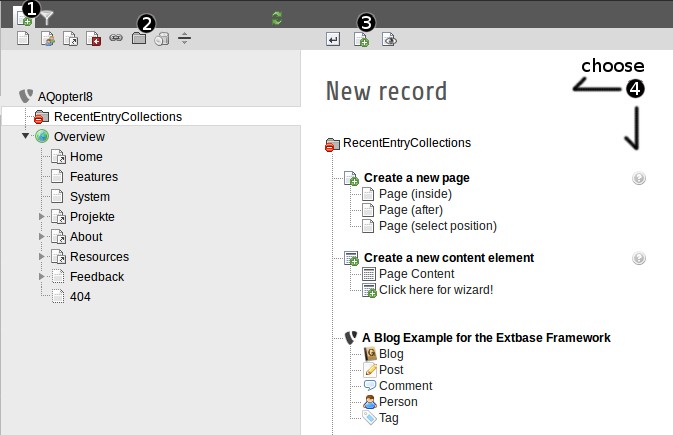 1
2
3
choose
4
AQopterI8
RecentEntryCollections
Overview
Home
Features
System
Projekte
About
Resources
Feedback
404
New record
RecentEntryCollections
Create a new page
Page (inside)
Page (after)
Page (select position)
Create a new content element
Page Content
Click here for wizard!
A Blog Example for the Extbase Framework
Blog
Post
Comment
Person
Tag